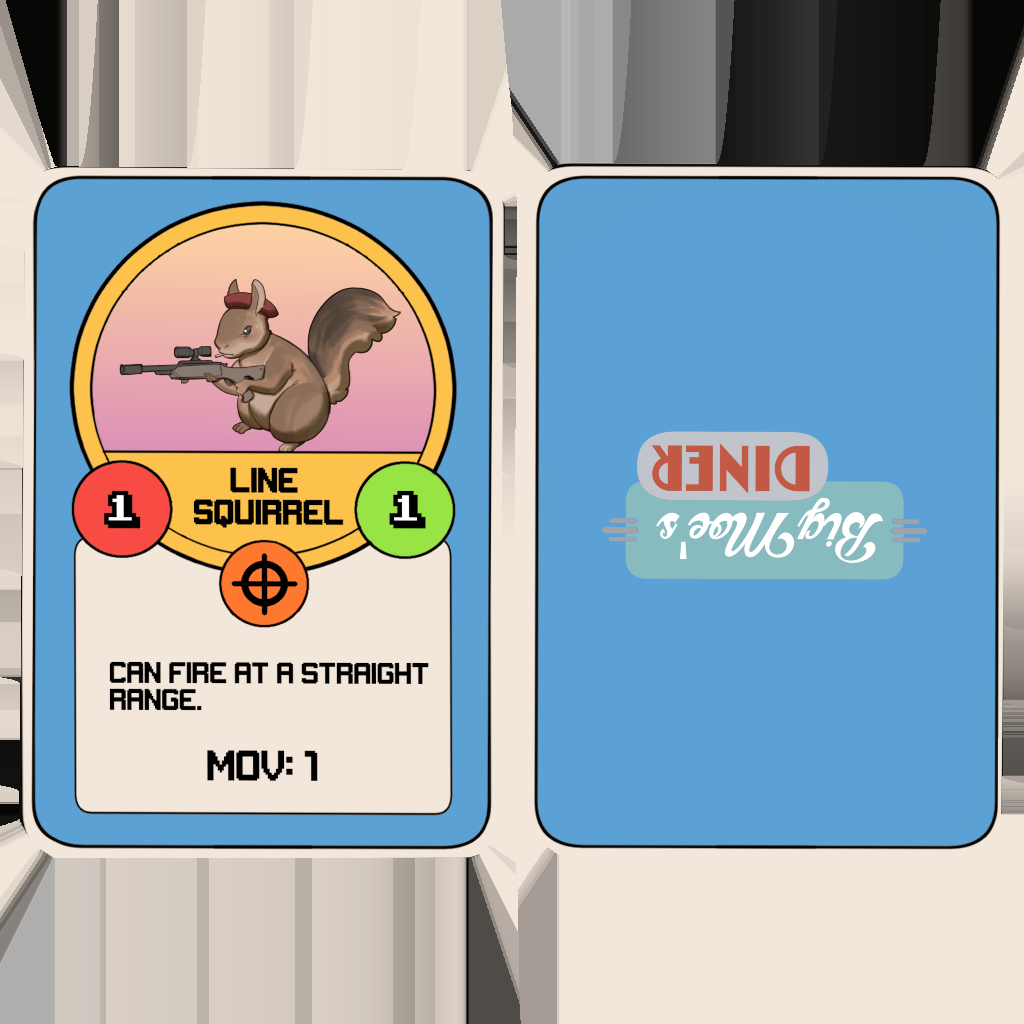 LINE
SQUIRREL
1
1
CAN FIRE AT A STRAIGHT
RANGE.
MOV: 1
Big Moe's
DINER